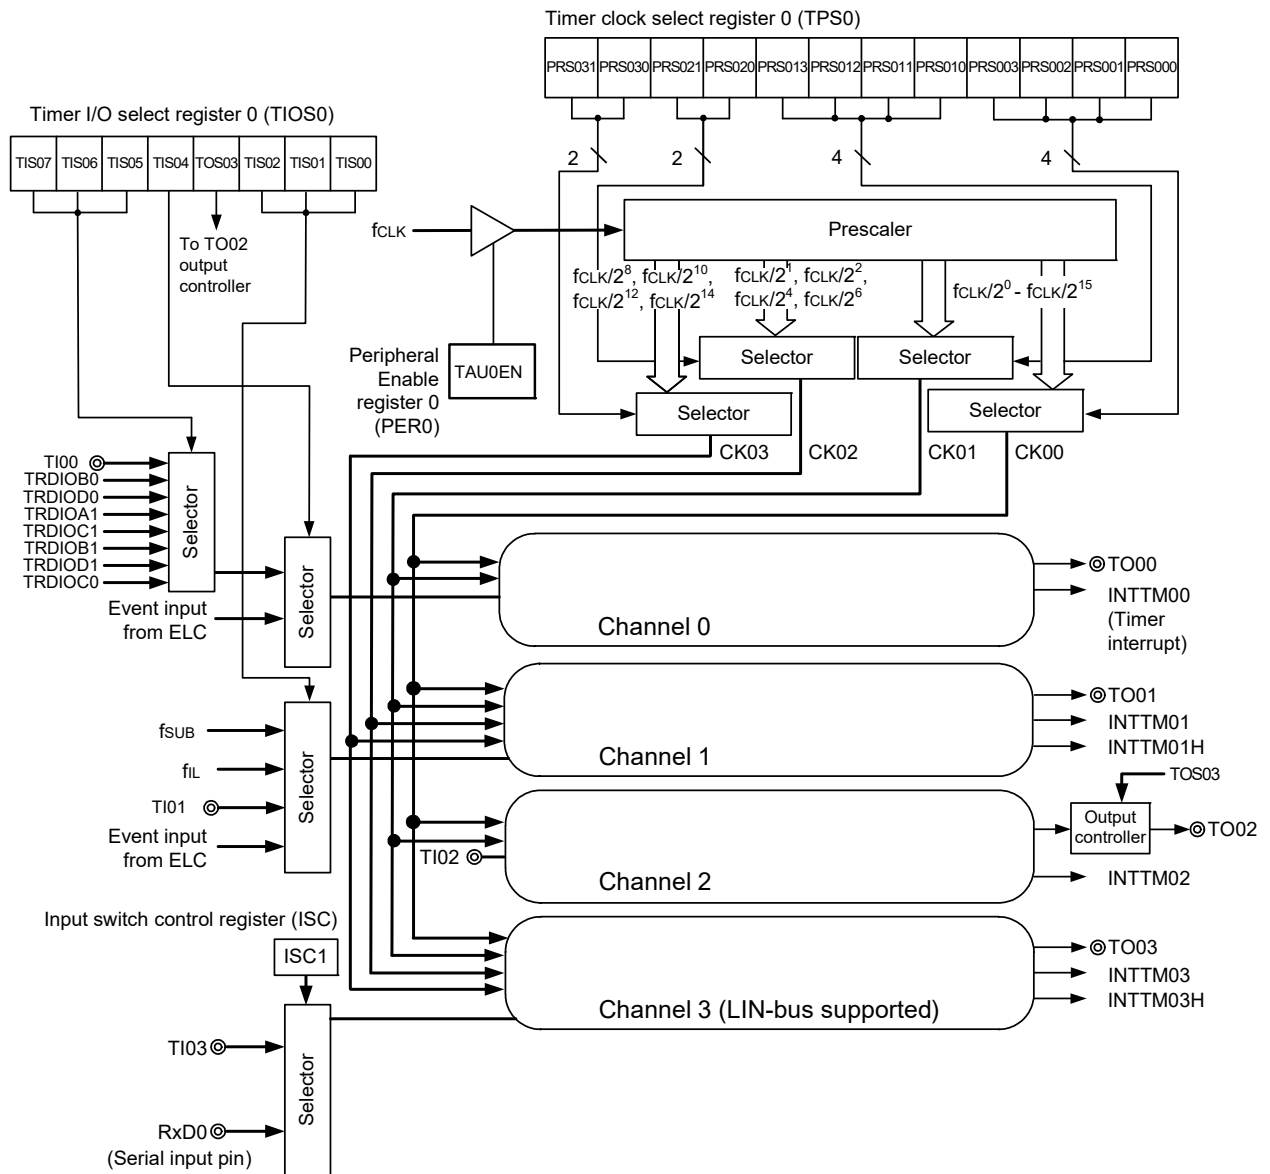 Timer clock select register 0 (TPS0)
PRS031 PRS030 PRS021 PRS020 PRS013 PRS012 PRS011 PRS010 PRS003 PRS002 PRS001 PRS000
Timer I/O select register 0 (TIOS0)
TIS07 TIS06 TIS05 TIS04 TOS03 TIS02 TIS01 TIS00
2
2
4
4
To TO02
output
controller
fCLK
Prescaler
fCLK/2^8, fCLK/2^10,
fCLK/2^12, fCLK/2^14
fCLK/2^1, fCLK/2^2,
fCLK/2^4, fCLK/2^6
fCLK/2^0 - fCLK/2^15
Peripheral
Enable
register 0
(PER0)
TAU0EN
Selector
Selector
Selector
Selector
CK03
CK02
CK01
CK00
TI00
TRDIOB0
TRDIOD0
TRDIOA1
TRDIOC1
TRDIOB1
TRDIOD1
TRDIOC0
Selector
Event input
from ELC
Selector
Channel 0
TO00
INTTM00
(Timer
interrupt)
fSUB
fIL
TI01
Event input
from ELC
Selector
Channel 1
TO01
INTTM01
INTTM01H
TI02
Channel 2
TOS03
Output
controller
TO02
INTTM02
Input switch control register (ISC)
ISC1
TI03
RxD0
(Serial input pin)
Selector
Channel 3 (LIN-bus supported)
TO03
INTTM03
INTTM03H